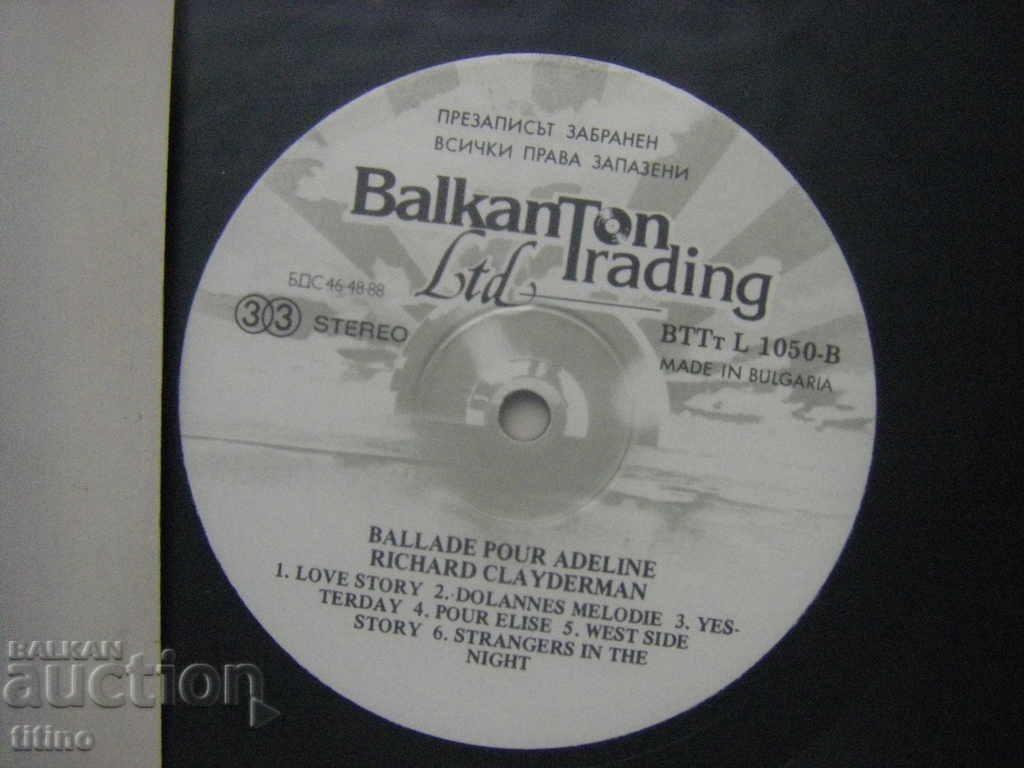 ПРЕЗАПИСЪТ ЗАБРАНЕН
ВСИЧКИ ПРАВА ЗАПАЗЕНИ
BalkanTon
Trading
Ltd
БДС 46-48-88
33 STEREO
ВТТт L 1050-B
MADE IN BULGARIA
BALLADE POUR ADELINE
RICHARD CLAYDERMAN
1. LOVE STORY 2. DOLANNES MELODIE 3. YES-
TERDAY 4. POUR ELISE 5. WEST SIDE
STORY 6. STRANGERS IN THE
NIGHT
BALKAN
auction
titino